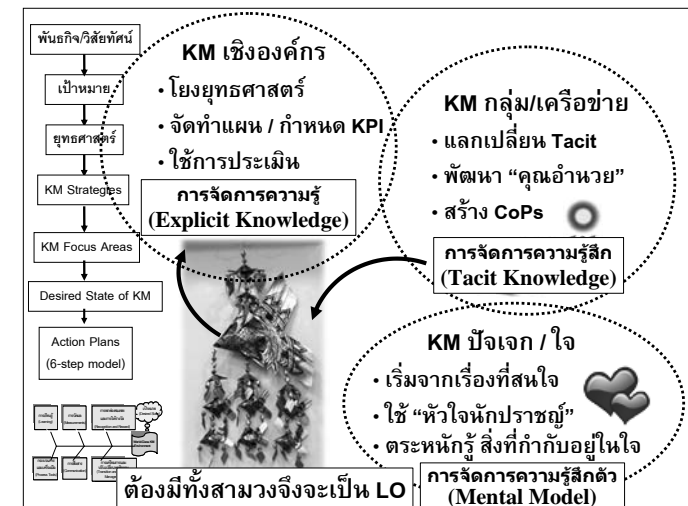 พันธกิจ/วิสัยทัศน์
เป้าหมาย
ยุทธศาสตร์
KM Strategies
KM Focus Areas
Desired State of KM
Action Plans
(6-step model)
KM เชิงองค์กร
• โยงยุทธศาสตร์
• จัดทำแผน / กำหนด KPI
• ใช้การประเมิน
การจัดการความรู้
(Explicit Knowledge)
KM กลุ่ม/เครือข่าย
• แลกเปลี่ยน Tacit
• พัฒนา “คุณอำนวย”
• สร้าง CoPs
การจัดการความรู้สึก
(Tacit Knowledge)
KM ปัจเจก / ใจ
• เริ่มจากเรื่องที่สนใจ
• ใช้ “หัวใจนักปราชญ์”
• ตระหนักรู้ สิ่งที่กำกับอยู่ในใจ
การจัดการความรู้สึกตัว
(Mental Model)
ต้องมีทั้งสามวงจึงจะเป็น LO